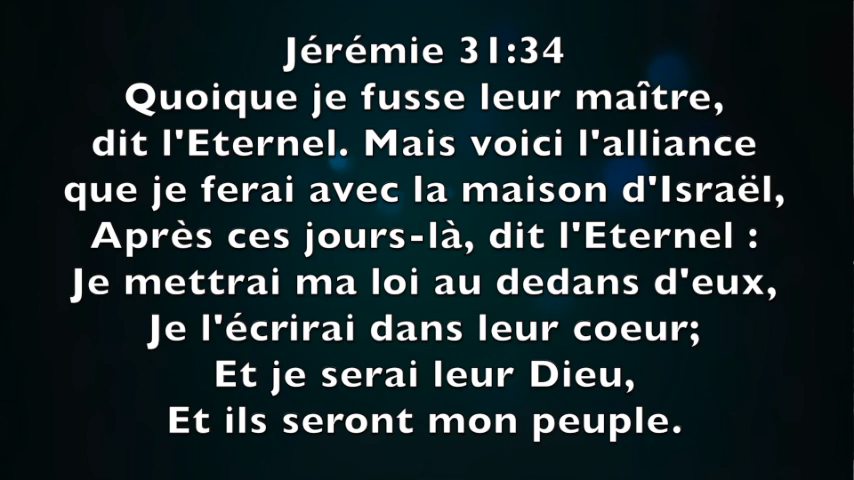 Jérémie 31:34
Quoique je fusse leur maître,
dit l'Eternel. Mais voici l'alliance
que je ferai avec la maison d'Israël,
Après ces jours-là, dit l'Eternel :
Je mettrai ma loi au dedans d'eux,
Je l'écrirai dans leur coeur;
Et je serai leur Dieu,
Et ils seront mon peuple.